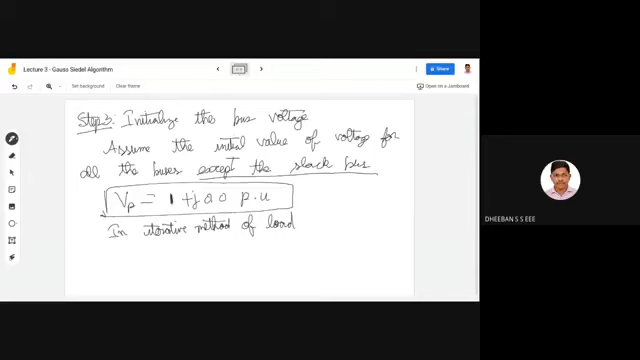 Lecture 3 - Gauss Siedel Algorithm
Share
Set background
Clear frame
Open on a Jamboard
Step 3: Initialize the bus voltage
Assume the initial value of voltage for
all the buses except the slack bus
Vp = 1 + j 0.0 p.u
In iterative method of load
DHEEBAN S S EEE